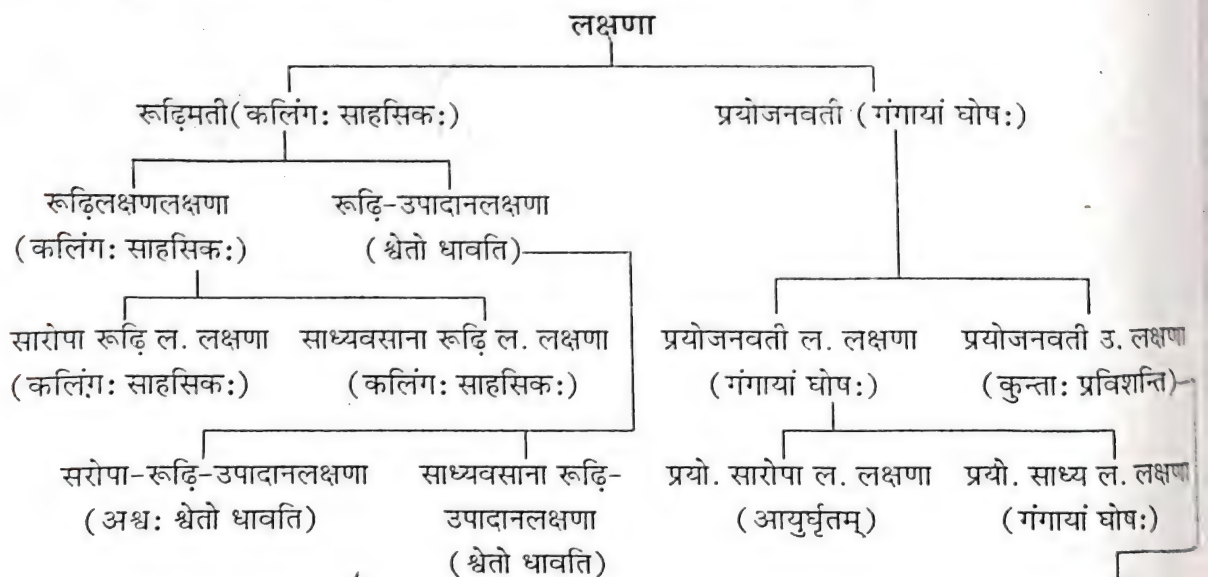 लक्षणा
रूढ़िमती(कलिंग: साहसिक:) प्रयोजनवती (गंगायां घोष:)
रूढ़िलक्षणलक्षणा रूढ़ि-उपादानलक्षणा
(कलिंग: साहसिक:) (श्वेतो धावति)
सारोपा रूढ़ि ल. लक्षणा साध्यवसाना रूढ़ि ल. लक्षणा प्रयोजनवती ल. लक्षणा प्रयोजनवती उ. लक्षणा
(कलिंग: साहसिक:) (कलिंग: साहसिक:) (गंगायां घोष:) (कुन्ता: प्रविशन्ति)
सरोपा-रूढ़ि-उपादानलक्षणा साध्यवसाना रूढ़ि- प्रयो. सारोपा ल. लक्षणा प्रयो. साध्य ल. लक्षणा
(अश्व: श्वेतो धावति) उपादानलक्षणा (आयुर्घृतम्) (गंगायां घोष:)
(श्वेतो धावति)